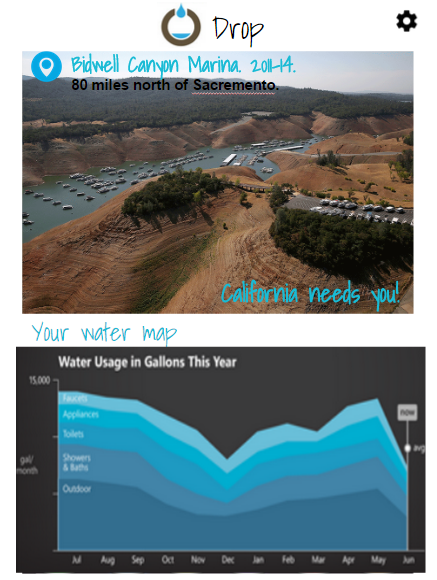 Drop
Bidwell Canyon Marina. 2011-14.
80 miles north of Sacremento.
California needs you!
Your water map
Water Usage in Gallons This Year
15,000
Faucets
now
Appliances
Toilets
avg
gal/
month
Showers
& Baths
Outdoor
Jul Aug Sep Oct Nov Dec Jan Feb Mar Apr May Jun